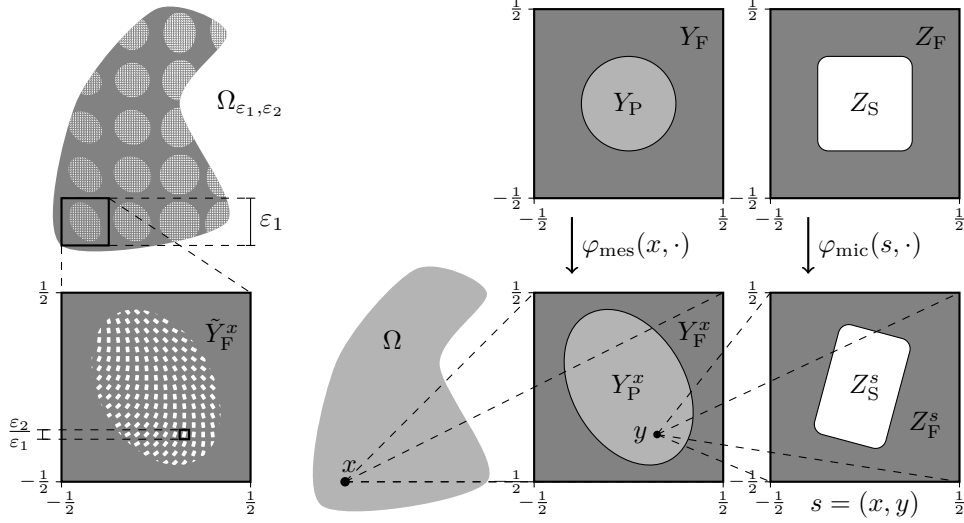 Ω_{ε₁,ε₂}
ε₁
1/2
Y_F
Y_P
−1/2
−1/2
1/2
1/2
Z_F
Z_S
−1/2
−1/2
1/2
φ_mes(x, ·)
φ_mic(s, ·)
1/2
Ỹ_F^x
ε₂/ε₁
−1/2
−1/2
1/2
Ω
x
1/2
Y_F^x
Y_P^x
y
−1/2
−1/2
1/2
1/2
Z_S^s
Z_F^s
−1/2
−1/2
s = (x, y)
1/2